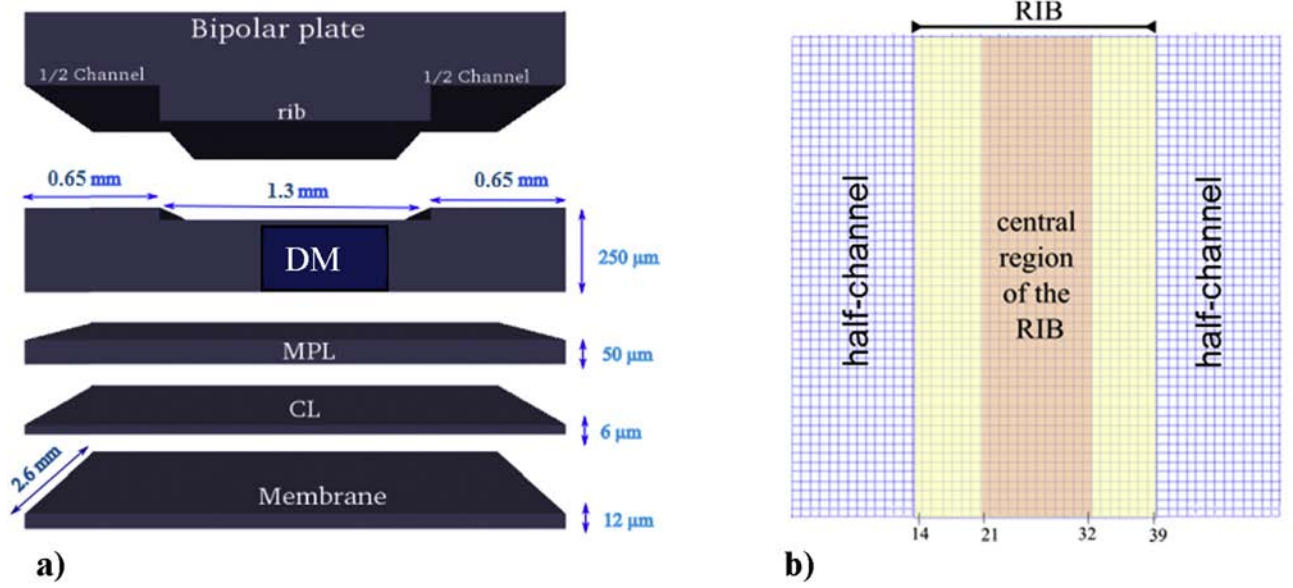 Bipolar plate
1/2 Channel
1/2 Channel
rib
0.65 mm
1.3 mm
0.65 mm
DM
250 µm
MPL
50 µm
CL
6 µm
2.6 mm
Membrane
12 µm
a)
RIB
half-channel
central
region
of the
RIB
half-channel
14 21 32 39
b)